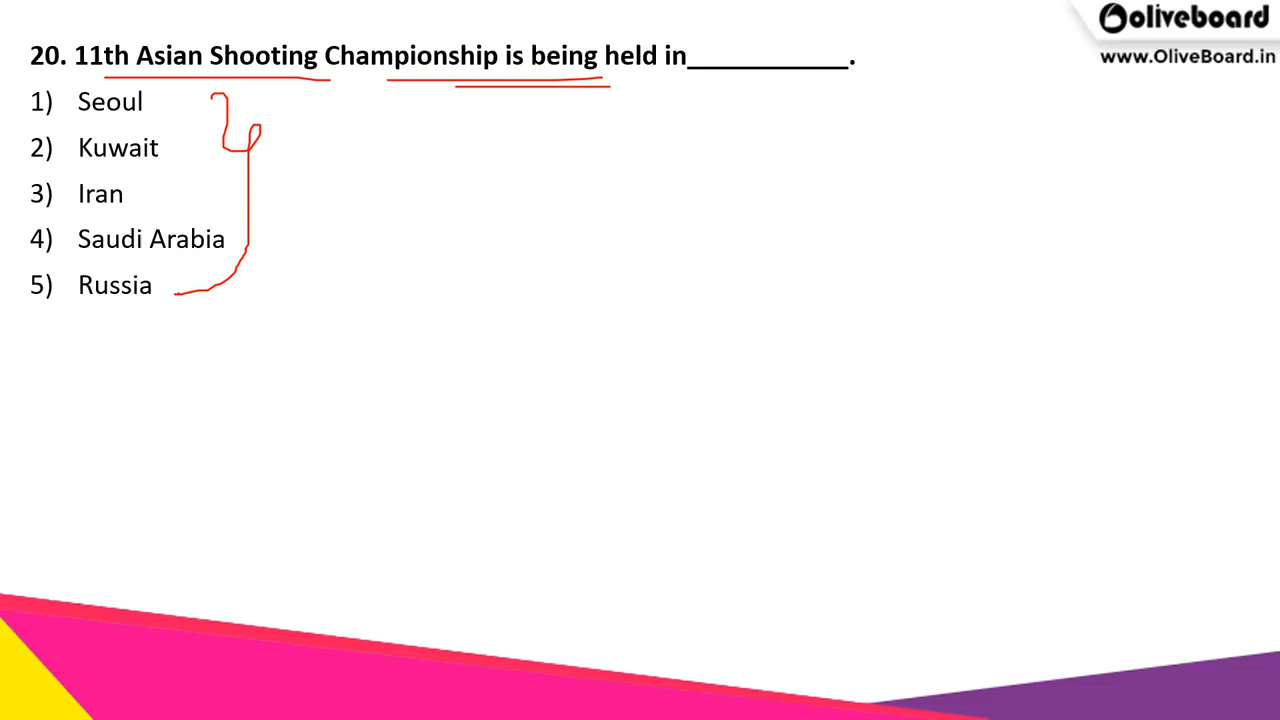 oliveboard
www.OliveBoard.in
20. 11th Asian Shooting Championship is being held in___________.
1) Seoul
2) Kuwait
3) Iran
4) Saudi Arabia
5) Russia